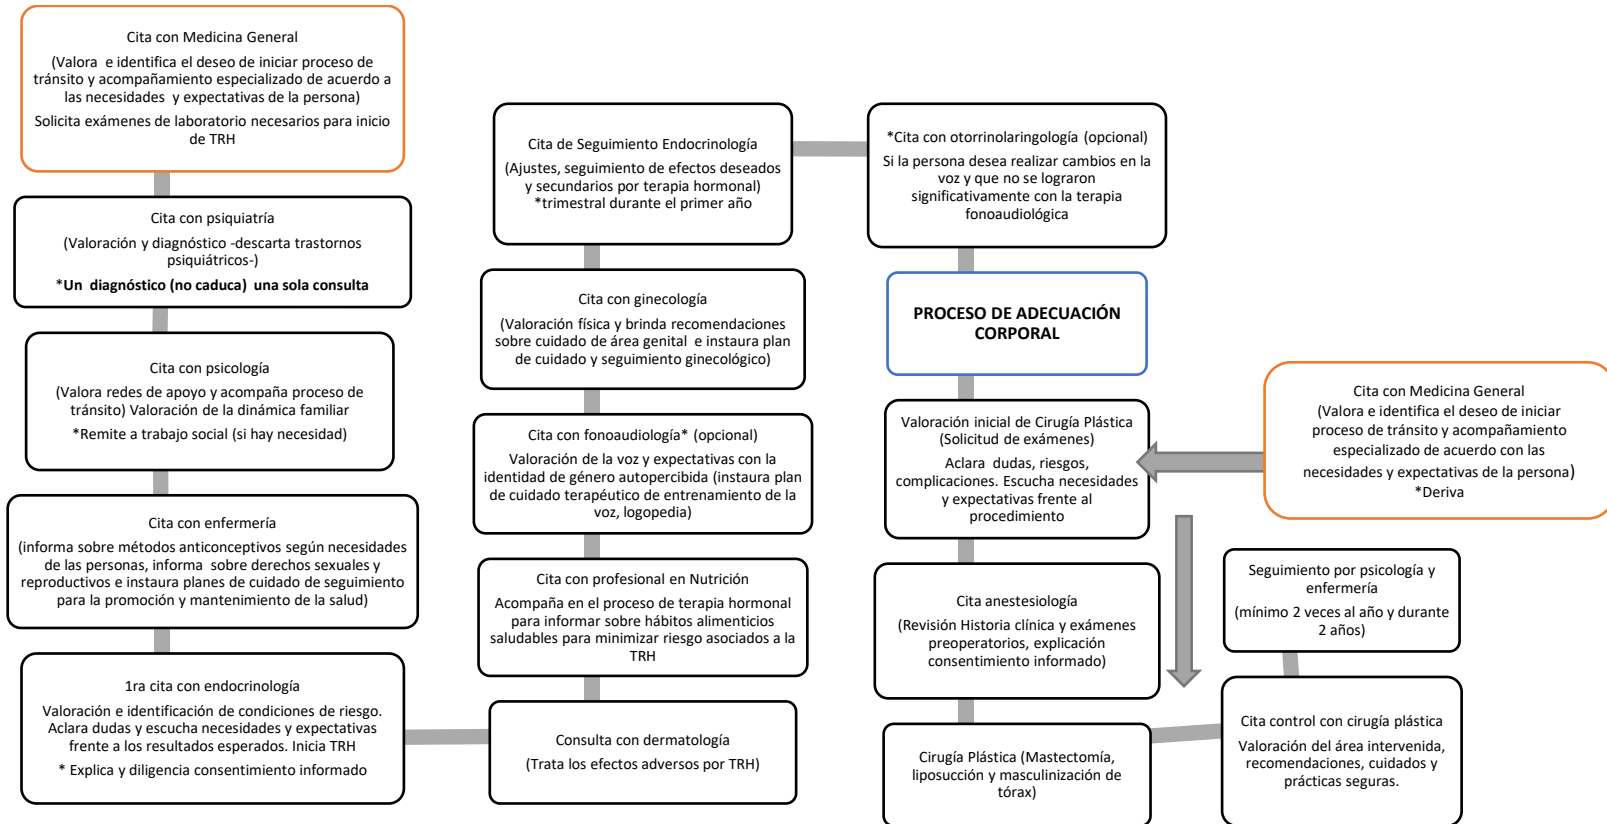 Cita con Medicina General
(Valora e identifica el deseo de iniciar proceso de
tránsito y acompañamiento especializado de acuerdo a
las necesidades y expectativas de la persona)
Solicita exámenes de laboratorio necesarios para inicio
de TRH
Cita con psiquiatría
(Valoración y diagnóstico -descarta trastornos
psiquiátricos-)
*Un diagnóstico (no caduca) una sola consulta
Cita con psicología
(Valora redes de apoyo y acompaña proceso de
tránsito) Valoración de la dinámica familiar
*Remite a trabajo social (si hay necesidad)
Cita con enfermería
(informa sobre métodos anticonceptivos según necesidades
de las personas, informa sobre derechos sexuales y
reproductivos e instaura planes de cuidado de seguimiento
para la promoción y mantenimiento de la salud)
1ra cita con endocrinología
Valoración e identificación de condiciones de riesgo.
Aclara dudas y escucha necesidades y expectativas
frente a los resultados esperados. Inicia TRH
* Explica y diligencia consentimiento informado
Consulta con dermatología
(Trata los efectos adversos por TRH)
Cita con profesional en Nutrición
Acompaña en el proceso de terapia hormonal
para informar sobre hábitos alimenticios
saludables para minimizar riesgo asociados a la
TRH
Cita con fonoaudiología* (opcional)
Valoración de la voz y expectativas con la
identidad de género autopercibida (instaura plan
de cuidado terapéutico de entrenamiento de la
voz, logopedia)
Cita con ginecología
(Valoración física y brinda recomendaciones
sobre cuidado de área genital e instaura plan
de cuidado y seguimiento ginecológico)
Cita de Seguimiento Endocrinología
(Ajustes, seguimiento de efectos deseados
y secundarios por terapia hormonal)
*trimestral durante el primer año
*Cita con otorrinolaringología (opcional)
Si la persona desea realizar cambios en la
voz y que no se lograron
significativamente con la terapia
fonoaudiológica
PROCESO DE ADECUACIÓN
CORPORAL
Valoración inicial de Cirugía Plástica
(Solicitud de exámenes)
Aclara dudas, riesgos,
complicaciones. Escucha necesidades
y expectativas frente al
procedimiento
Cita con Medicina General
(Valora e identifica el deseo de iniciar
proceso de tránsito y acompañamiento
especializado de acuerdo con las
necesidades y expectativas de la persona)
*Deriva
Cita anestesiología
(Revisión Historia clínica y exámenes
preoperatorios, explicación
consentimiento informado)
Cirugía Plástica (Mastectomía,
liposucción y masculinización de
tórax)
Cita control con cirugía plástica
Valoración del área intervenida,
recomendaciones, cuidados y
prácticas seguras.
Seguimiento por psicología y
enfermería
(mínimo 2 veces al año y durante
2 años)